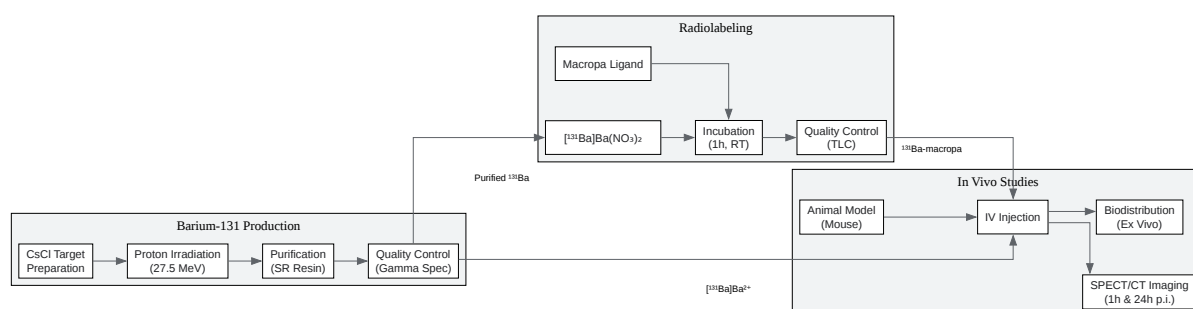 Radiolabeling
Macropa Ligand
[¹³¹Ba]Ba(NO₃)₂
Incubation
(1h, RT)
Quality Control
(TLC)
¹³¹Ba-macropa
Purified ¹³¹Ba
In Vivo Studies
Animal Model
(Mouse)
IV Injection
Biodistribution
(Ex Vivo)
SPECT/CT Imaging
(1h & 24h p.i.)
Barium-131 Production
CsCl Target
Preparation
Proton Irradiation
(27.5 MeV)
Purification
(SR Resin)
Quality Control
(Gamma Spec)
[¹³¹Ba]Ba²⁺